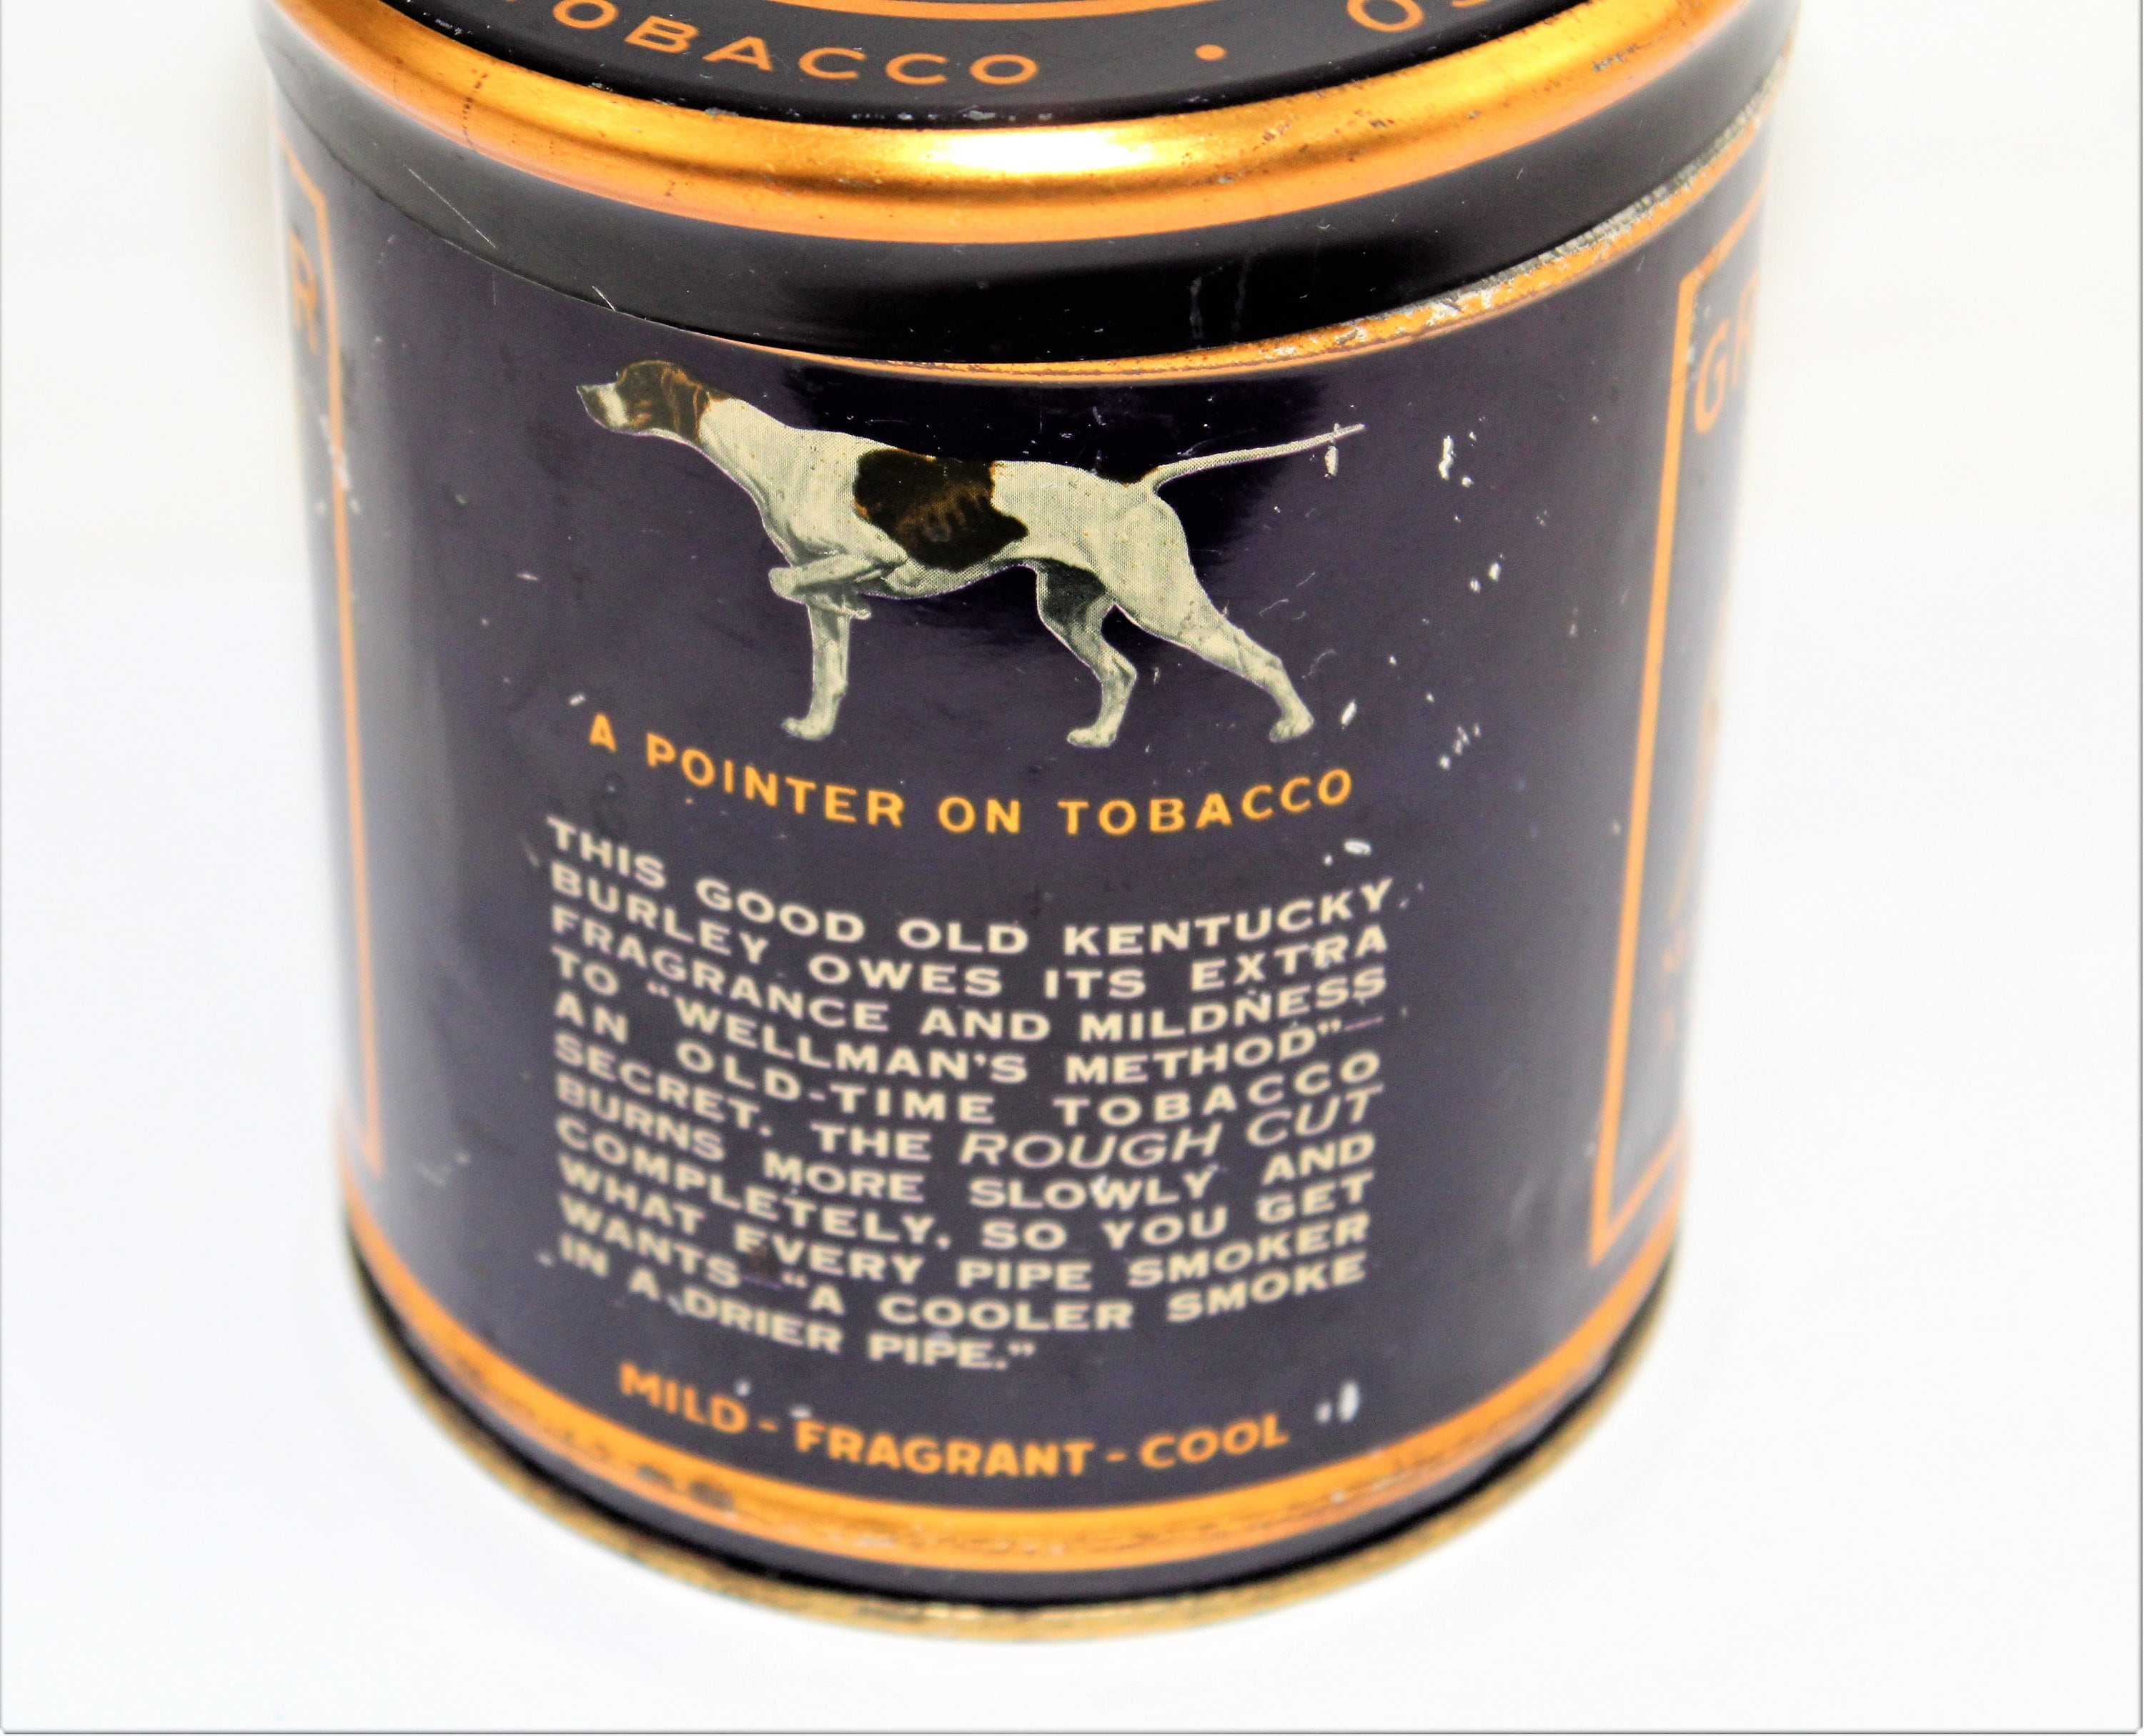 TOBACCO •
A POINTER ON TOBACCO
THIS GOOD OLD KENTUCKY
BURLEY OWES ITS EXTRA
FRAGRANCE AND MILDNESS
TO "WELLMAN'S METHOD"—
AN OLD-TIME TOBACCO
SECRET. THE ROUGH CUT
BURNS MORE SLOWLY AND
COMPLETELY, SO YOU GET
WHAT EVERY PIPE SMOKER
WANTS—"A COOLER SMOKE
IN A DRIER PIPE."
MILD - FRAGRANT - COOL